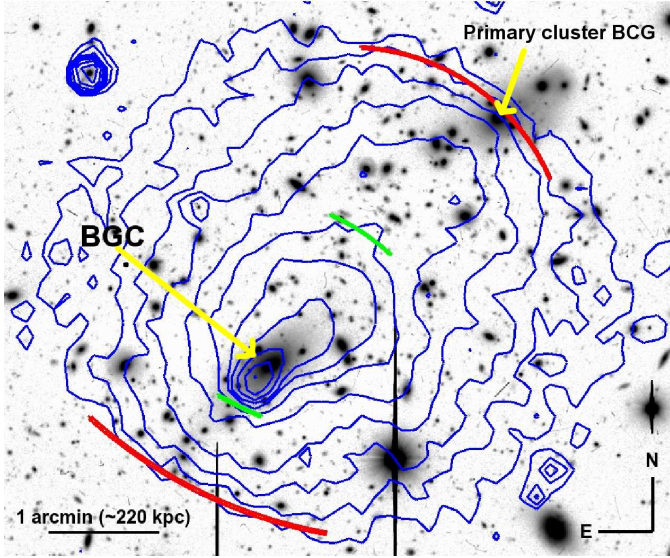 Primary cluster BCG
BGC
N
1 arcmin (~220 kpc)
E